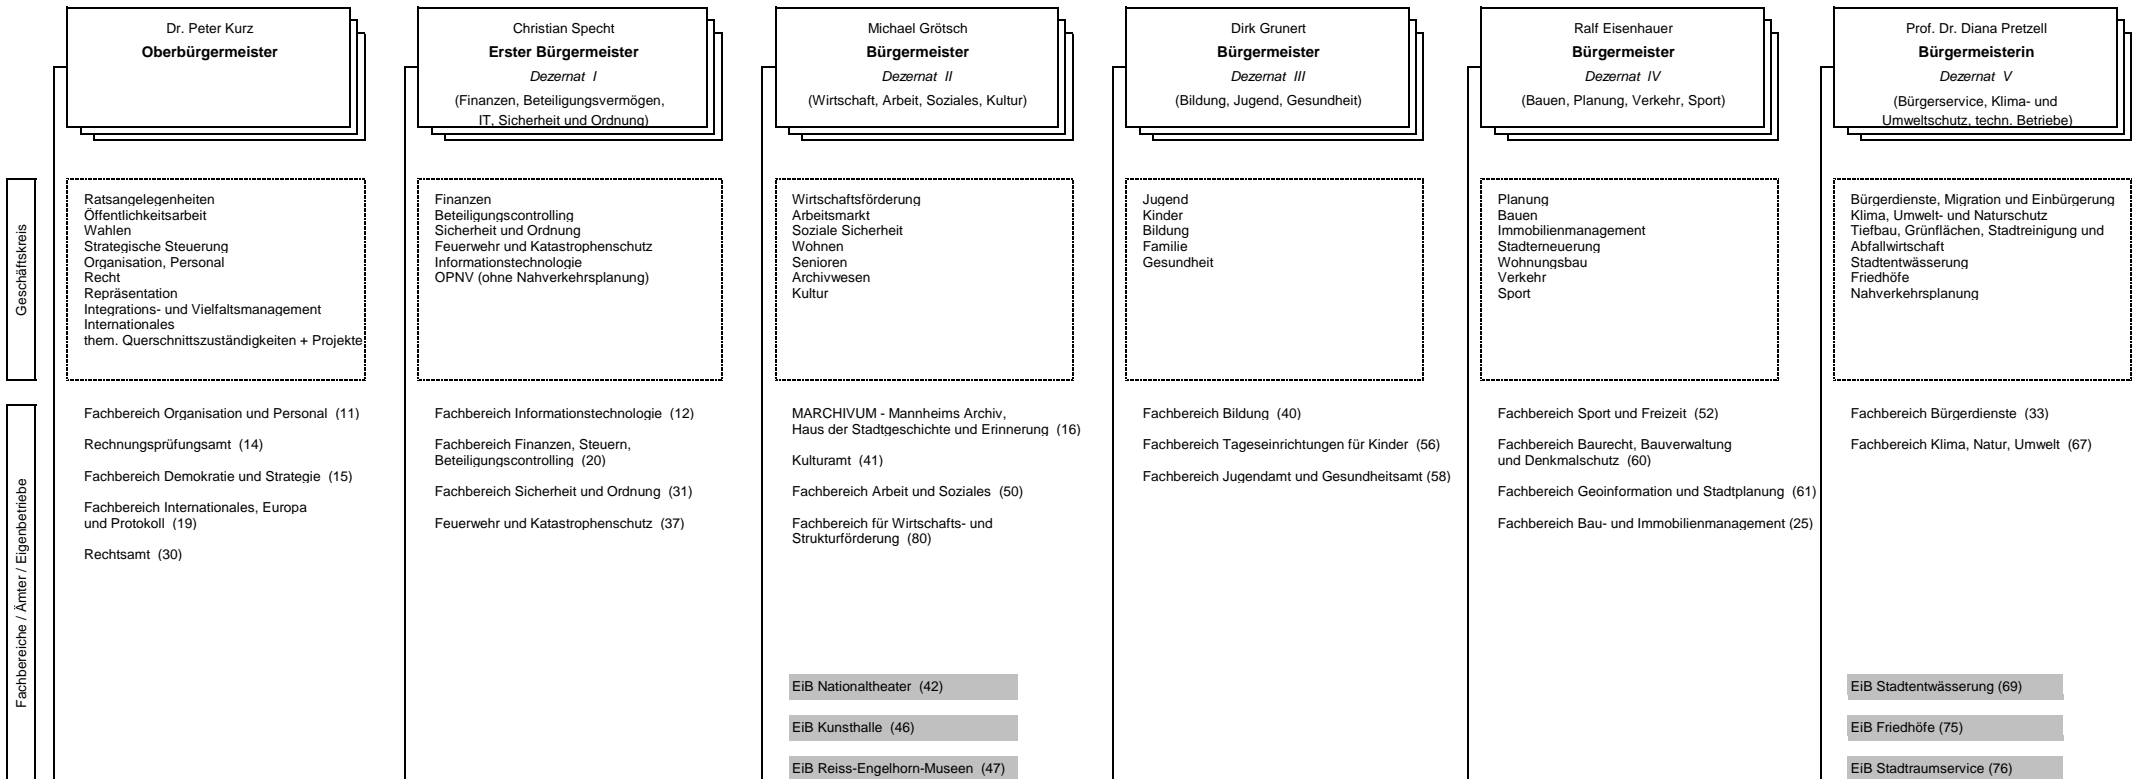 Dr. Peter Kurz
Oberbürgermeister
Christian Specht
Erster Bürgermeister
Dezernat I
(Finanzen, Beteiligungsvermögen,
IT, Sicherheit und Ordnung)
Michael Grötsch
Bürgermeister
Dezernat II
(Wirtschaft, Arbeit, Soziales, Kultur)
Dirk Grunert
Bürgermeister
Dezernat III
(Bildung, Jugend, Gesundheit)
Ralf Eisenhauer
Bürgermeister
Dezernat IV
(Bauen, Planung, Verkehr, Sport)
Prof. Dr. Diana Pretzell
Bürgermeisterin
Dezernat V
(Bürgerservice, Klima- und
Umweltschutz, techn. Betriebe)
Geschäftskreis
Ratsangelegenheiten
Öffentlichkeitsarbeit
Wahlen
Strategische Steuerung
Organisation, Personal
Recht
Repräsentation
Integrations- und Vielfaltsmanagement
Internationales
them. Querschnittszuständigkeiten + Projekte
Finanzen
Beteiligungscontrolling
Sicherheit und Ordnung
Feuerwehr und Katastrophenschutz
Informationstechnologie
OPNV (ohne Nahverkehrsplanung)
Wirtschaftsförderung
Arbeitsmarkt
Soziale Sicherheit
Wohnen
Senioren
Archivwesen
Kultur
Jugend
Kinder
Bildung
Familie
Gesundheit
Planung
Bauen
Immobilienmanagement
Stadterneuerung
Wohnungsbau
Verkehr
Sport
Bürgerdienste, Migration und Einbürgerung
Klima, Umwelt- und Naturschutz
Tiefbau, Grünflächen, Stadtreinigung und
Abfallwirtschaft
Stadtentwässerung
Friedhöfe
Nahverkehrsplanung
Fachbereiche / Ämter / Eigenbetriebe
Fachbereich Organisation und Personal (11)
Rechnungsprüfungsamt (14)
Fachbereich Demokratie und Strategie (15)
Fachbereich Internationales, Europa
und Protokoll (19)
Rechtsamt (30)
Fachbereich Informationstechnologie (12)
Fachbereich Finanzen, Steuern,
Beteiligungscontrolling (20)
Fachbereich Sicherheit und Ordnung (31)
Feuerwehr und Katastrophenschutz (37)
MARCHIVUM - Mannheims Archiv,
Haus der Stadtgeschichte und Erinnerung (16)
Kulturamt (41)
Fachbereich Arbeit und Soziales (50)
Fachbereich für Wirtschafts- und
Strukturförderung (80)
EiB Nationaltheater (42)
EiB Kunsthalle (46)
EiB Reiss-Engelhorn-Museen (47)
Fachbereich Bildung (40)
Fachbereich Tageseinrichtungen für Kinder (56)
Fachbereich Jugendamt und Gesundheitsamt (58)
Fachbereich Sport und Freizeit (52)
Fachbereich Baurecht, Bauverwaltung
und Denkmalschutz (60)
Fachbereich Geoinformation und Stadtplanung (61)
Fachbereich Bau- und Immobilienmanagement (25)
Fachbereich Bürgerdienste (33)
Fachbereich Klima, Natur, Umwelt (67)
EiB Stadtentwässerung (69)
EiB Friedhöfe (75)
EiB Stadtraumservice (76)